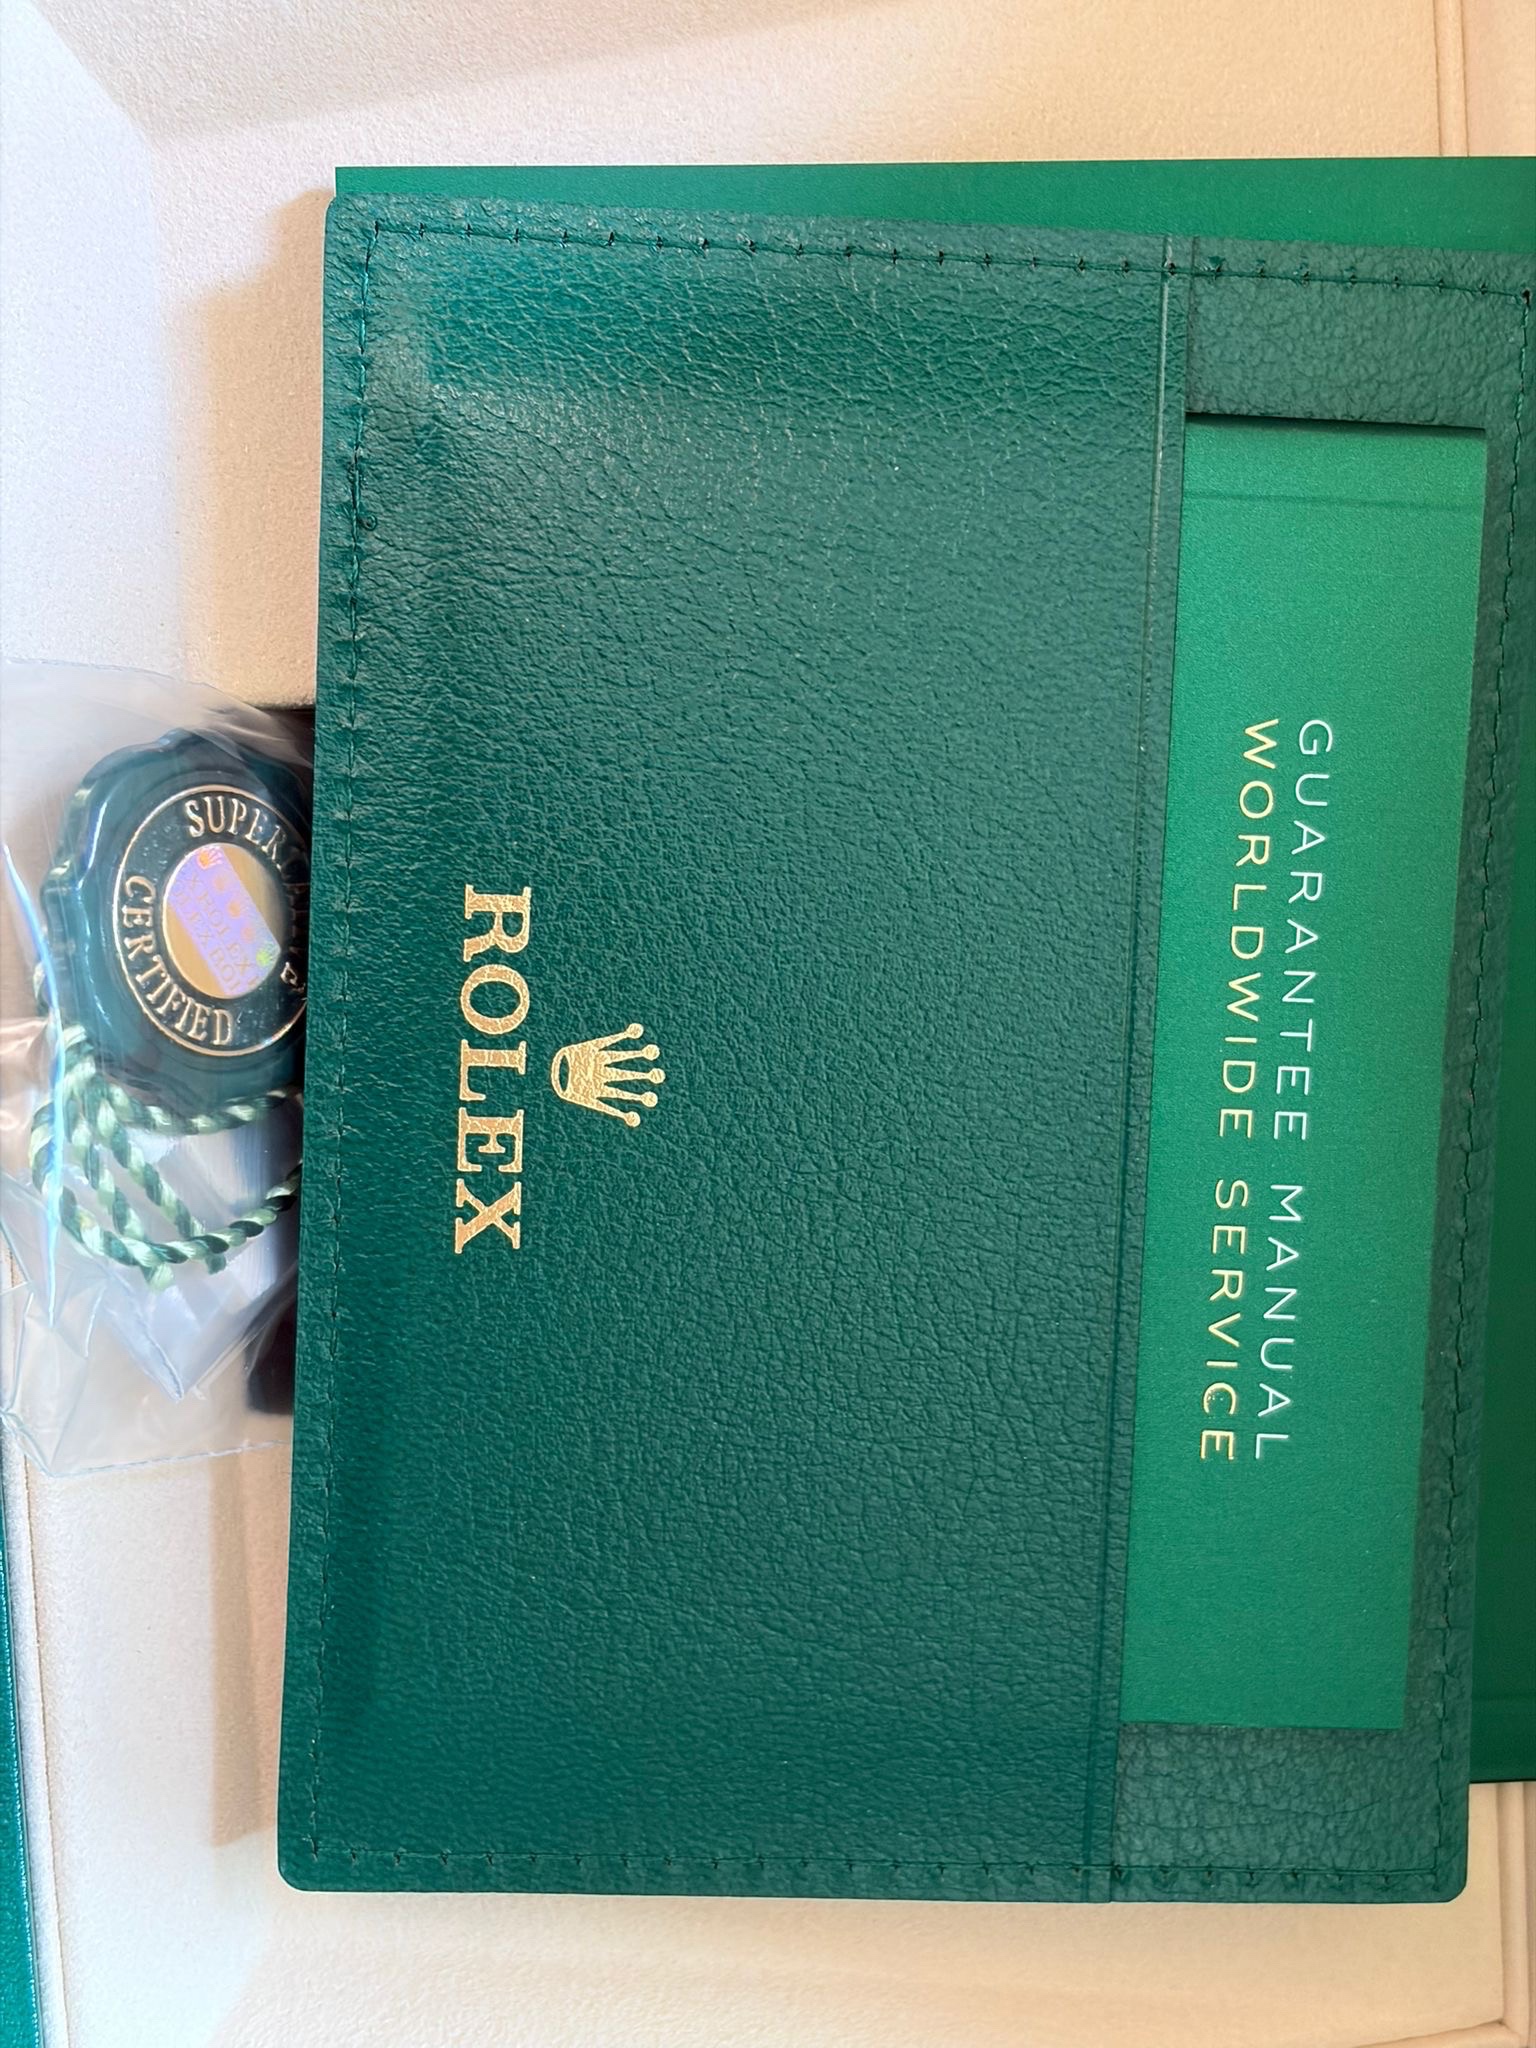 ROLEX
GUARANTEE MANUAL
WORLDWIDE SERVICE
CERTIFIED